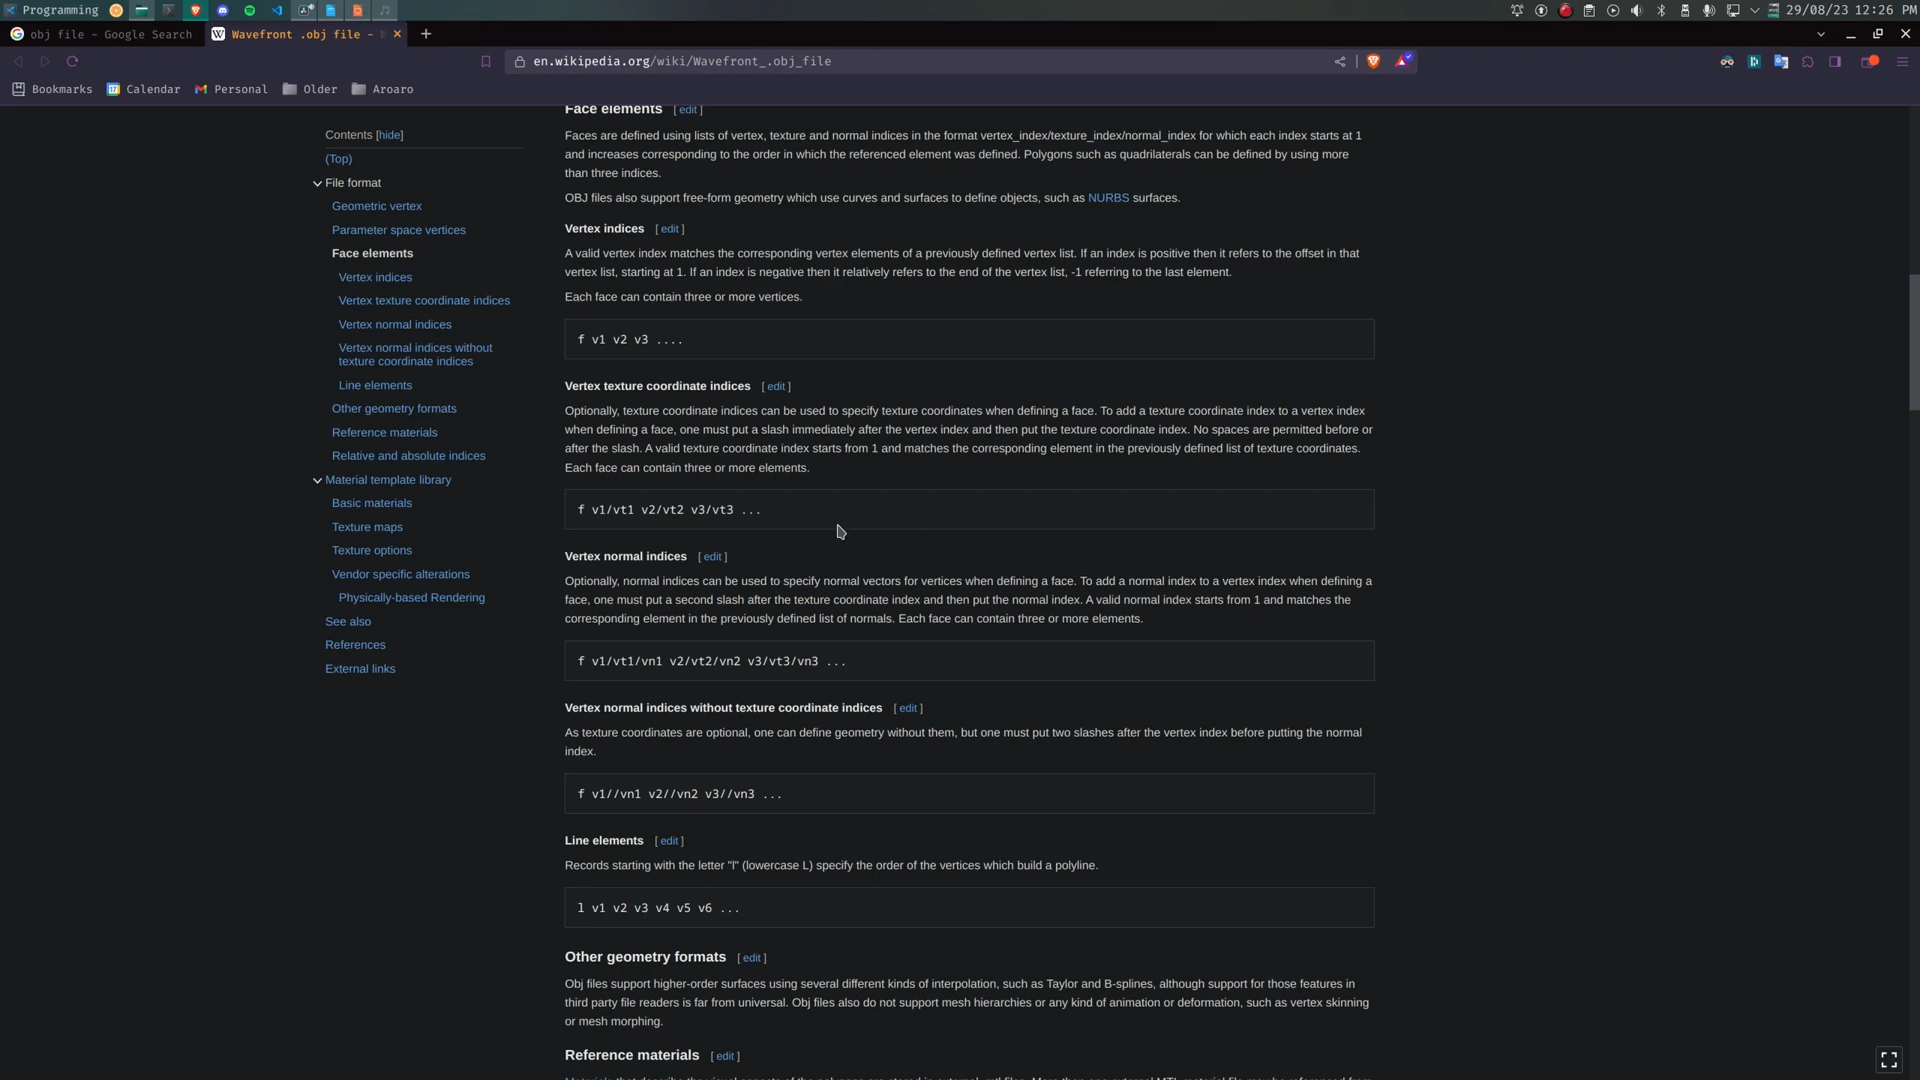 Programming
29/08/23 12:26 PM
obj file - Google Search
Wavefront .obj file -
en.wikipedia.org/wiki/Wavefront_.obj_file
Bookmarks
Calendar
Personal
Older
Aroaro
Contents [hide]
(Top)
File format
Geometric vertex
Parameter space vertices
Face elements
Vertex indices
Vertex texture coordinate indices
Vertex normal indices
Vertex normal indices without
texture coordinate indices
Line elements
Other geometry formats
Reference materials
Relative and absolute indices
Material template library
Basic materials
Texture maps
Texture options
Vendor specific alterations
Physically-based Rendering
See also
References
External links
Face elements [ edit ]
Faces are defined using lists of vertex, texture and normal indices in the format vertex_index/texture_index/normal_index for which each index starts at 1
and increases corresponding to the order in which the referenced element was defined. Polygons such as quadrilaterals can be defined by using more
than three indices.
OBJ files also support free-form geometry which use curves and surfaces to define objects, such as NURBS surfaces.
Vertex indices [ edit ]
A valid vertex index matches the corresponding vertex elements of a previously defined vertex list. If an index is positive then it refers to the offset in that
vertex list, starting at 1. If an index is negative then it relatively refers to the end of the vertex list, -1 referring to the last element.
Each face can contain three or more vertices.
f v1 v2 v3 ....
Vertex texture coordinate indices [ edit ]
Optionally, texture coordinate indices can be used to specify texture coordinates when defining a face. To add a texture coordinate index to a vertex index
when defining a face, one must put a slash immediately after the vertex index and then put the texture coordinate index. No spaces are permitted before or
after the slash. A valid texture coordinate index starts from 1 and matches the corresponding element in the previously defined list of texture coordinates.
Each face can contain three or more elements.
f v1/vt1 v2/vt2 v3/vt3 ...
Vertex normal indices [ edit ]
Optionally, normal indices can be used to specify normal vectors for vertices when defining a face. To add a normal index to a vertex index when defining a
face, one must put a second slash after the texture coordinate index and then put the normal index. A valid normal index starts from 1 and matches the
corresponding element in the previously defined list of normals. Each face can contain three or more elements.
f v1/vt1/vn1 v2/vt2/vn2 v3/vt3/vn3 ...
Vertex normal indices without texture coordinate indices [ edit ]
As texture coordinates are optional, one can define geometry without them, but one must put two slashes after the vertex index before putting the normal
index.
f v1//vn1 v2//vn2 v3//vn3 ...
Line elements [ edit ]
Records starting with the letter "l" (lowercase L) specify the order of the vertices which build a polyline.
l v1 v2 v3 v4 v5 v6 ...
Other geometry formats [ edit ]
Obj files support higher-order surfaces using several different kinds of interpolation, such as Taylor and B-splines, although support for those features in
third party file readers is far from universal. Obj files also do not support mesh hierarchies or any kind of animation or deformation, such as vertex skinning
or mesh morphing.
Reference materials [ edit ]